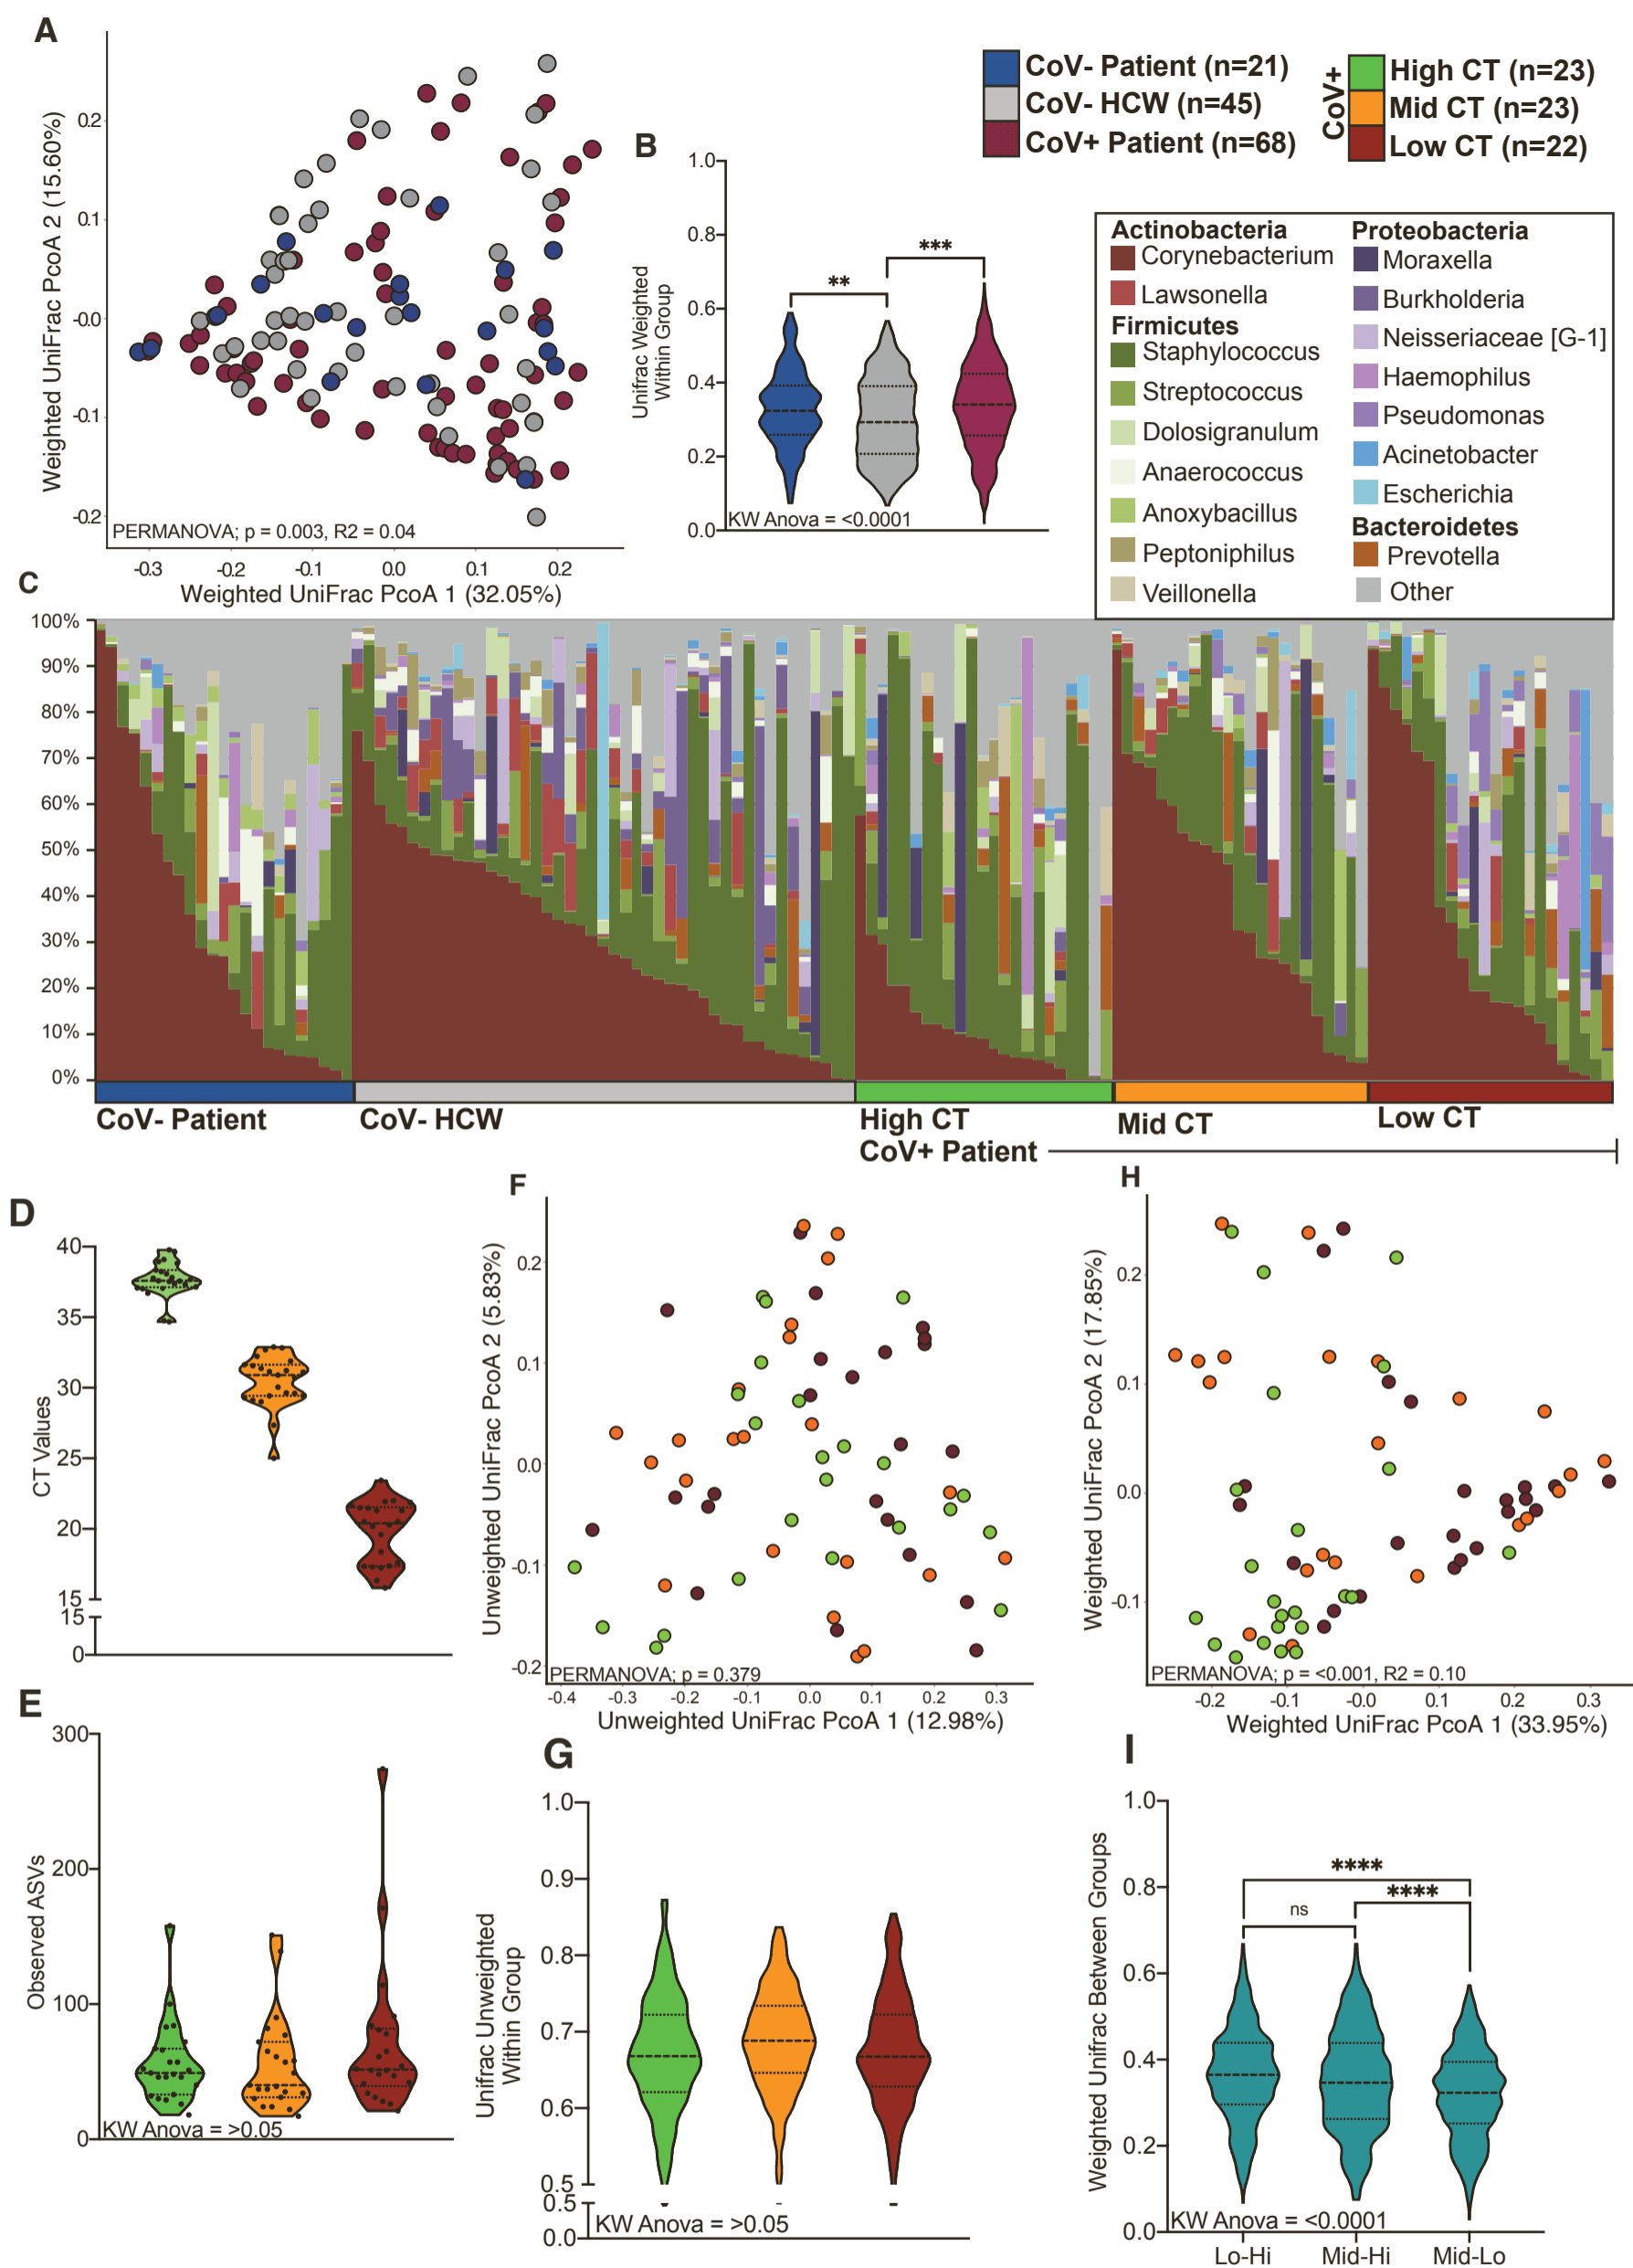 A
0.2
0.1
-0.0
-0.1
-0.2
Weighted UniFrac PcoA 2 (15.60%)
PERMANOVA; p = 0.003, R2 = 0.04
-0.3 -0.2 -0.1 0.0 0.1 0.2
Weighted UniFrac PcoA 1 (32.05%)
CoV- Patient (n=21)
CoV- HCW (n=45)
CoV+ Patient (n=68)
CoV+
High CT (n=23)
Mid CT (n=23)
Low CT (n=22)
B
1.0
0.8
0.6
0.4
0.2
0.0
Unifrac Weighted
Within Group
**
***
KW Anova = <0.0001
Actinobacteria
Corynebacterium
Lawsonella
Firmicutes
Staphylococcus
Streptococcus
Dolosigranulum
Anaerococcus
Anoxybacillus
Peptoniphilus
Veillonella
Proteobacteria
Moraxella
Burkholderia
Neisseriaceae [G-1]
Haemophilus
Pseudomonas
Acinetobacter
Escherichia
Bacteroidetes
Prevotella
Other
C
100%
90%
80%
70%
60%
50%
40%
30%
20%
10%
0%
CoV- Patient
CoV- HCW
High CT
Mid CT
Low CT
CoV+ Patient
D
40
35
30
25
20
15
15
0
CT Values
E
300
200
100
0
Observed ASVs
KW Anova = >0.05
F
0.2
0.1
0.0
-0.1
-0.2
Unweighted UniFrac PcoA 2 (5.83%)
PERMANOVA; p = 0.379
-0.4 -0.3 -0.2 -0.1 0.0 0.1 0.2 0.3
Unweighted UniFrac PcoA 1 (12.98%)
G
1.0
0.9
0.8
0.7
0.6
0.5
0.5
0.0
Unifrac Unweighted
Within Group
KW Anova = >0.05
H
0.2
0.1
0.0
-0.1
Weighted UniFrac PcoA 2 (17.85%)
PERMANOVA; p = <0.001, R2 = 0.10
-0.2 -0.1 -0.0 0.1 0.2 0.3
Weighted UniFrac PcoA 1 (33.95%)
I
1.0
0.8
0.6
0.4
0.2
0.0
Weighted Unifrac Between Groups
****
****
ns
KW Anova = <0.0001
Lo-Hi Mid-Hi Mid-Lo